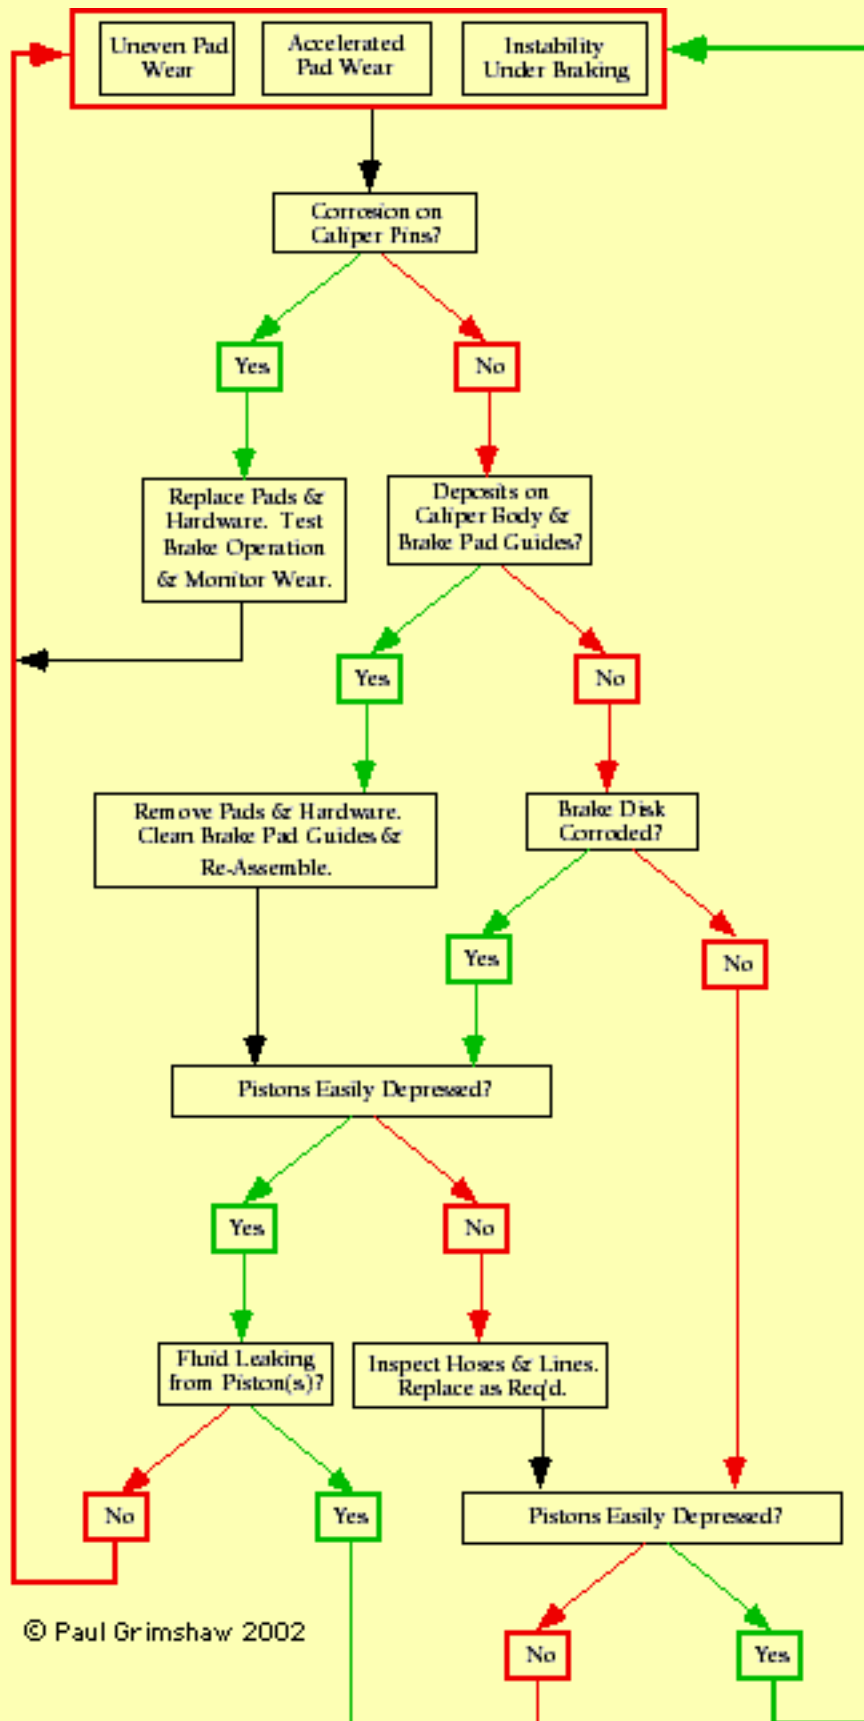 Uneven Pad
Wear
Accelerated
Pad Wear
Instability
Under Braking
Corrosion on
Caliper Pins?
Yes
No
Replace Pads &
Hardware. Test
Brake Operation
& Monitor Wear.
Deposits on
Caliper Body &
Brake Pad Guides?
Yes
No
Remove Pads & Hardware.
Clean Brake Pad Guides &
Re-Assemble.
Brake Disk
Corroded?
Yes
No
Pistons Easily Depressed?
Yes
No
Fluid Leaking
from Piston(s)?
Inspect Hoses & Lines.
Replace as Req'd.
No
Yes
Pistons Easily Depressed?
No
Yes
© Paul Grimshaw 2002